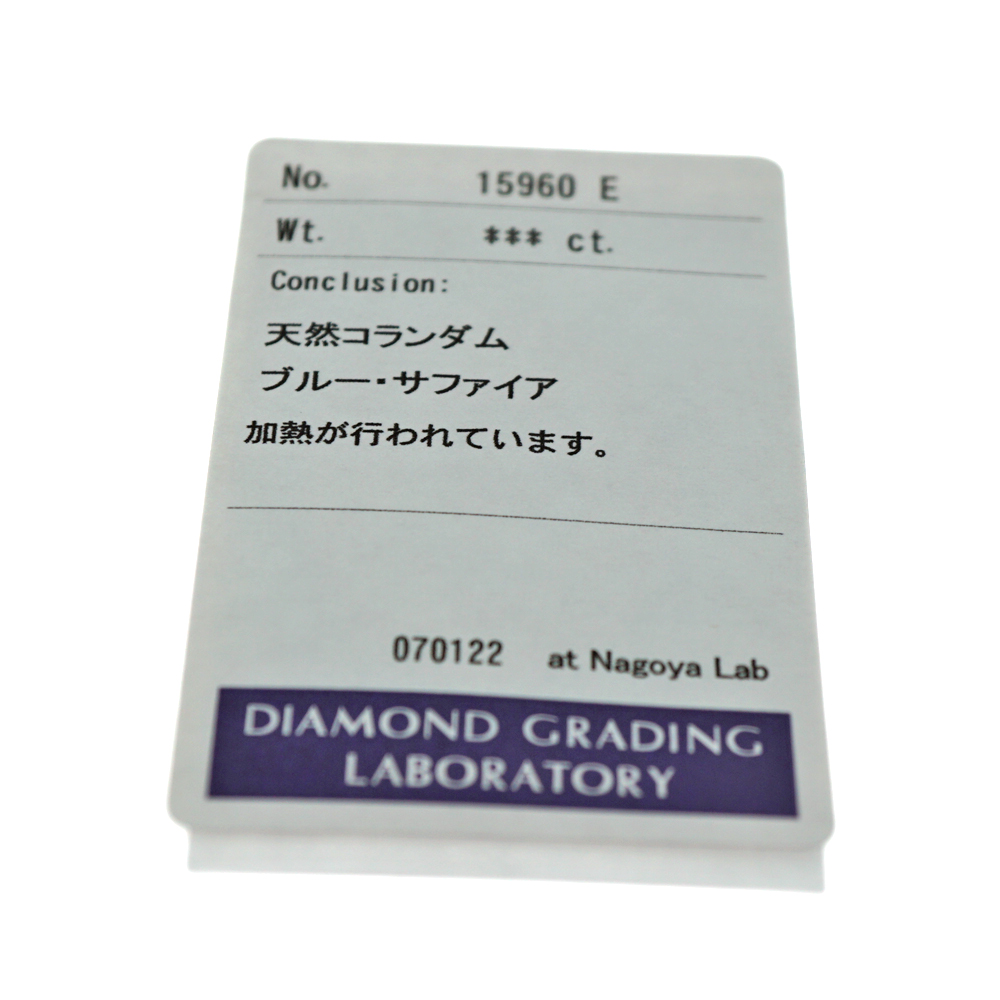 No. 15960 E
Wt. *** ct.
Conclusion:
天然コランダム
ブルー・サファイア
加熱が行われています。
070122 at Nagoya Lab
DIAMOND GRADING
LABORATORY